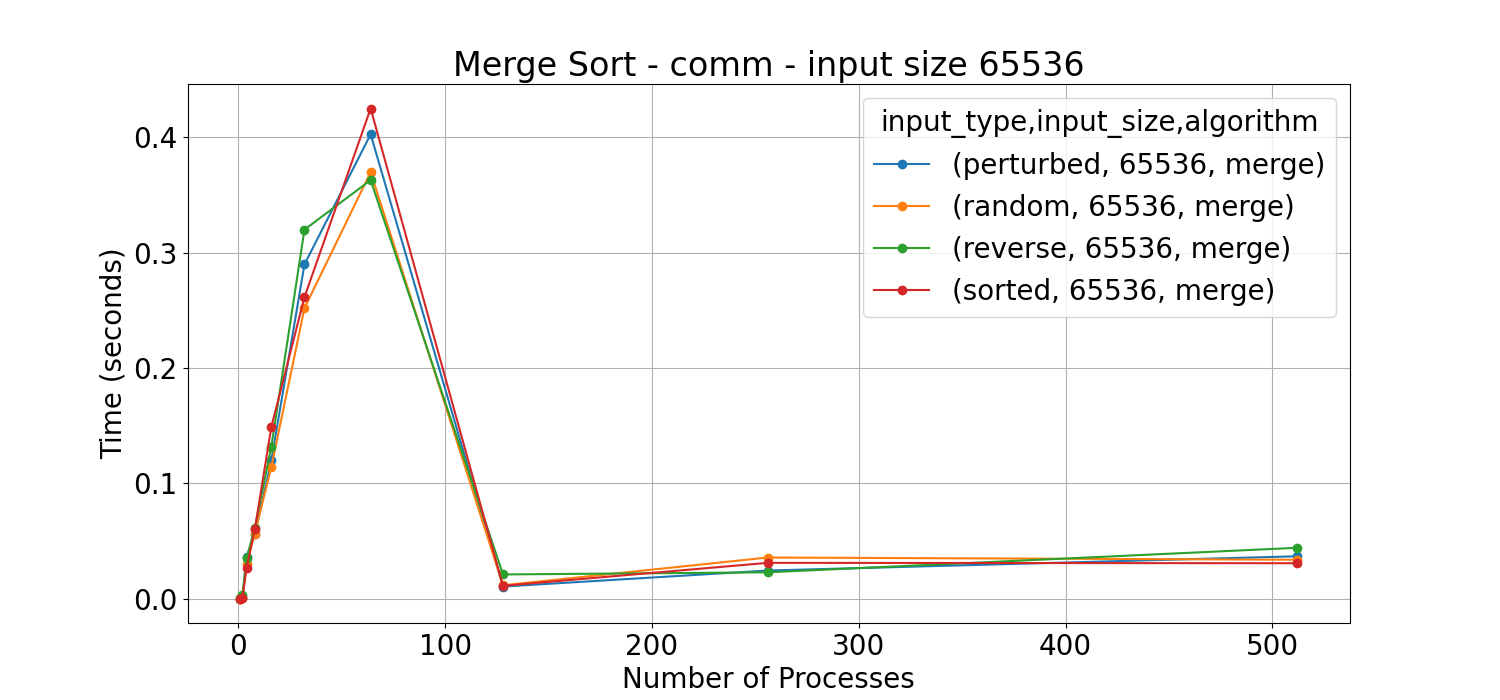 Merge Sort - comm - input size 65536
input_type,input_size,algorithm
(perturbed, 65536, merge)
(random, 65536, merge)
(reverse, 65536, merge)
(sorted, 65536, merge)
Time (seconds)
0.4
0.3
0.2
0.1
0.0
0 100 200 300 400 500
Number of Processes